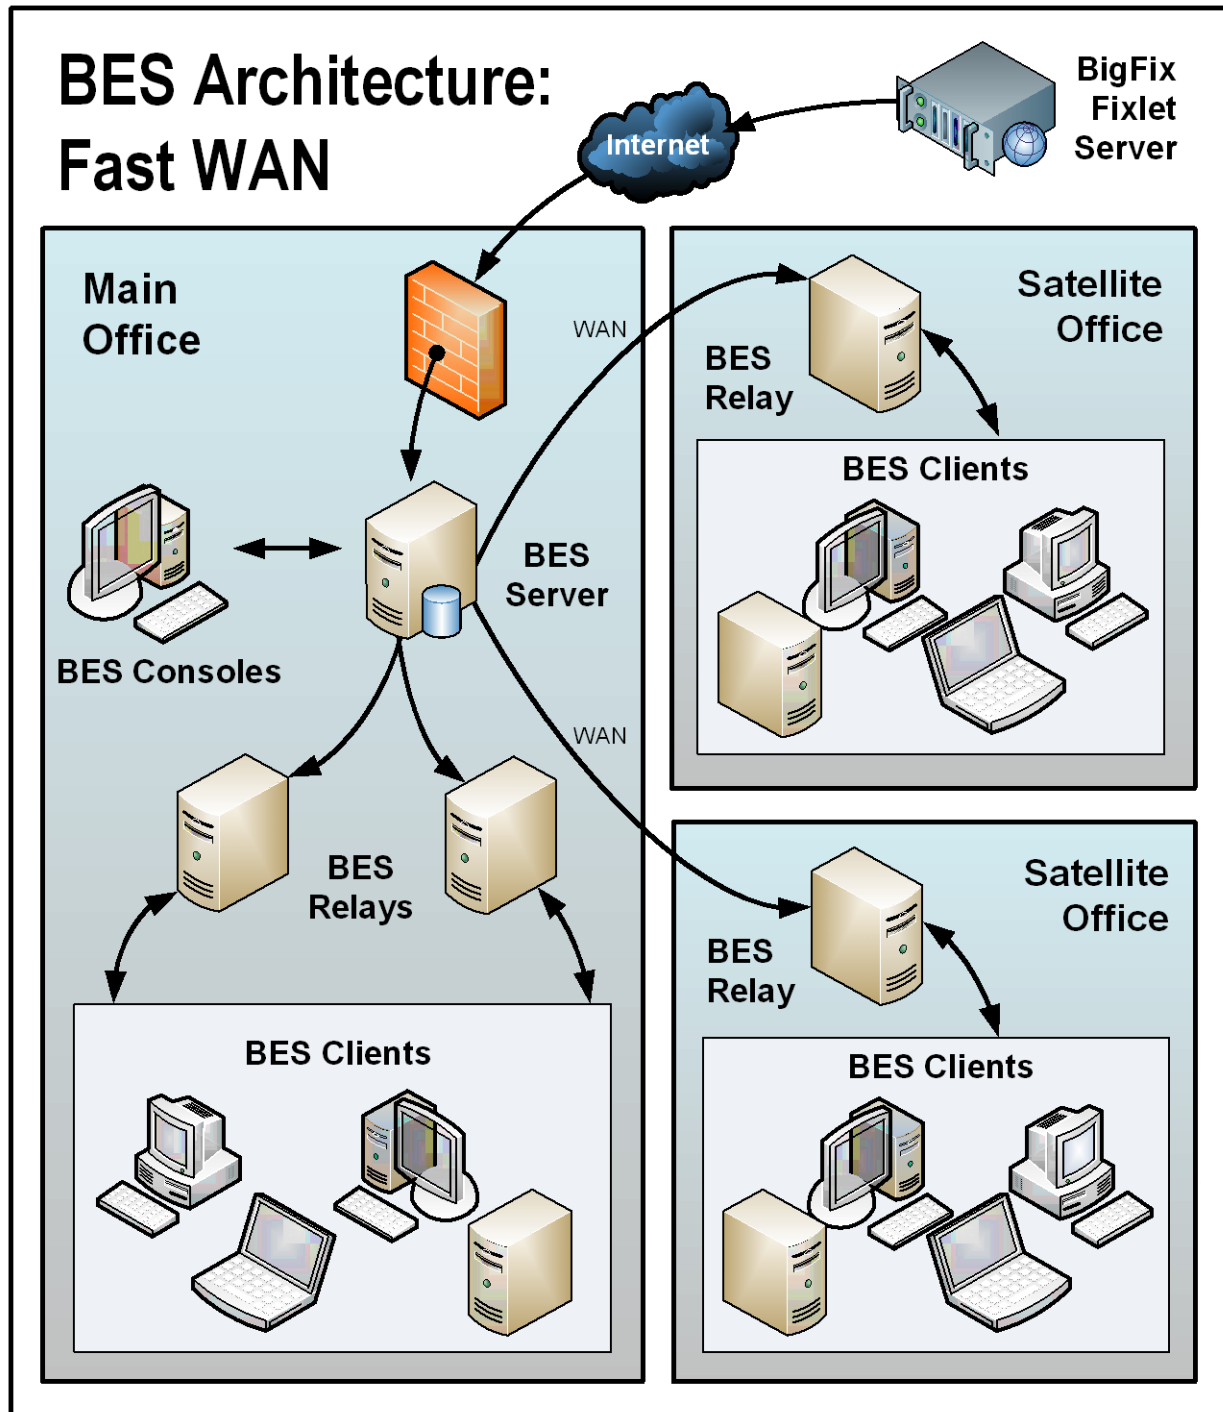 BES Architecture:
Fast WAN
BigFix
Fixlet
Server
Internet
Main
Office
BES Consoles
BES
Server
WAN
WAN
BES
Relays
BES Clients
Satellite
Office
BES
Relay
BES Clients
Satellite
Office
BES
Relay
BES Clients